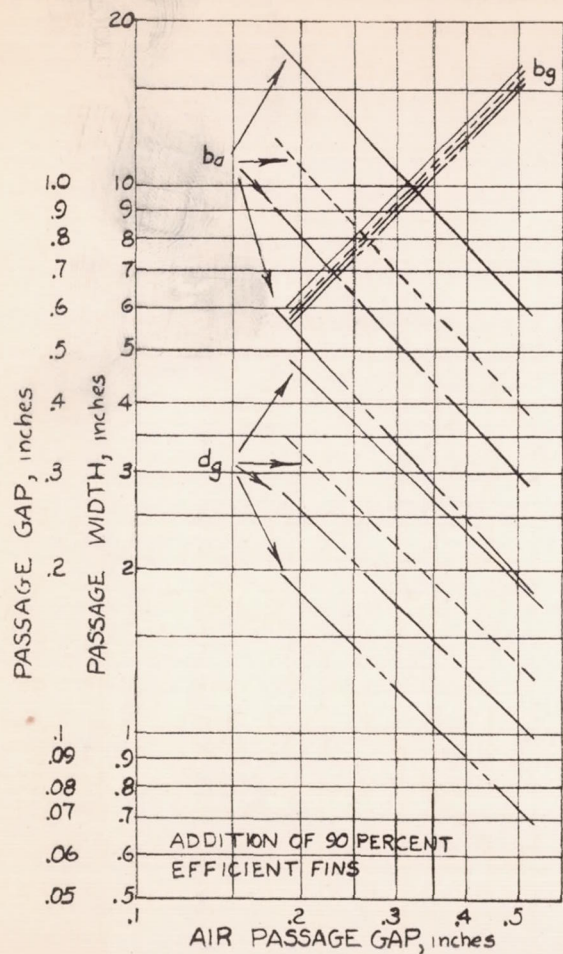 20
bg
ba
1.0 10
.9 9
.8 8
.7 7
.6 6
.5 5
.4 4
.3 3
.2 2
.1 1
.09 .9
.08 .8
.07 .7
.06 .6
.05 .5
dg
PASSAGE GAP, inches
PASSAGE WIDTH, inches
ADDITION OF 90 PERCENT
EFFICIENT FINS
.1 .2 .3 .4 .5
AIR PASSAGE GAP, inches